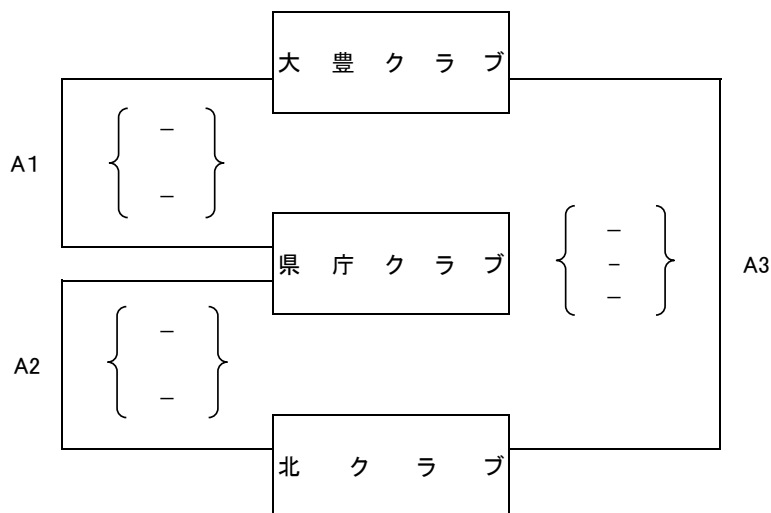 大豊クラブ
A1
{ － }
{ － }
県庁クラブ
{ － }
{ - }
{ － }
A3
A2
{ － }
{ － }
北クラブ